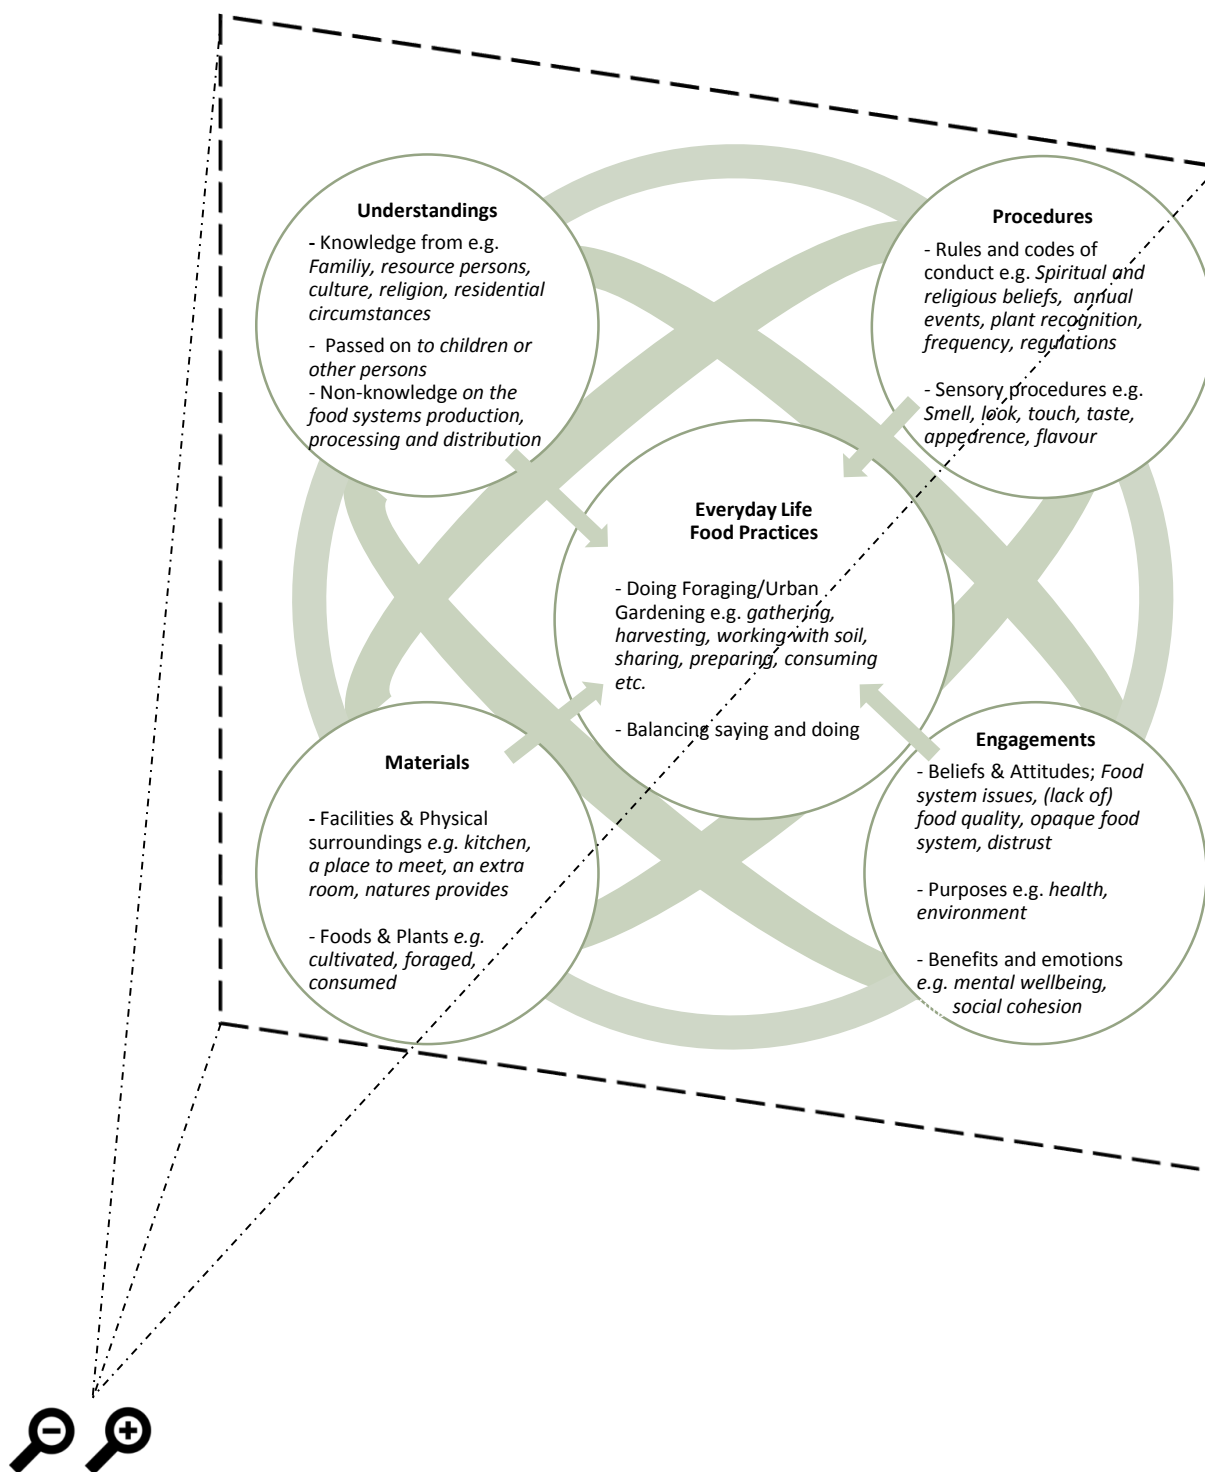 Understandings
- Knowledge from e.g.
Familiy, resource persons,
culture, religion, residential
circumstances
- Passed on to children or
other persons
- Non-knowledge on the
food systems production,
processing and distribution
Procedures
- Rules and codes of
conduct e.g. Spiritual and
religious beliefs, annual
events, plant recognition,
frequency, regulations
- Sensory procedures e.g.
Smell, look, touch, taste,
appearence, flavour
Everyday Life
Food Practices
- Doing Foraging/Urban
Gardening e.g. gathering,
harvesting, working with soil,
sharing, preparing, consuming
etc.
- Balancing saying and doing
Materials
- Facilities & Physical
surroundings e.g. kitchen,
a place to meet, an extra
room, natures provides
- Foods & Plants e.g.
cultivated, foraged,
consumed
Engagements
- Beliefs & Attitudes; Food
system issues, (lack of)
food quality, opaque food
system, distrust
- Purposes e.g. health,
environment
- Benefits and emotions
e.g. mental wellbeing,
social cohesion